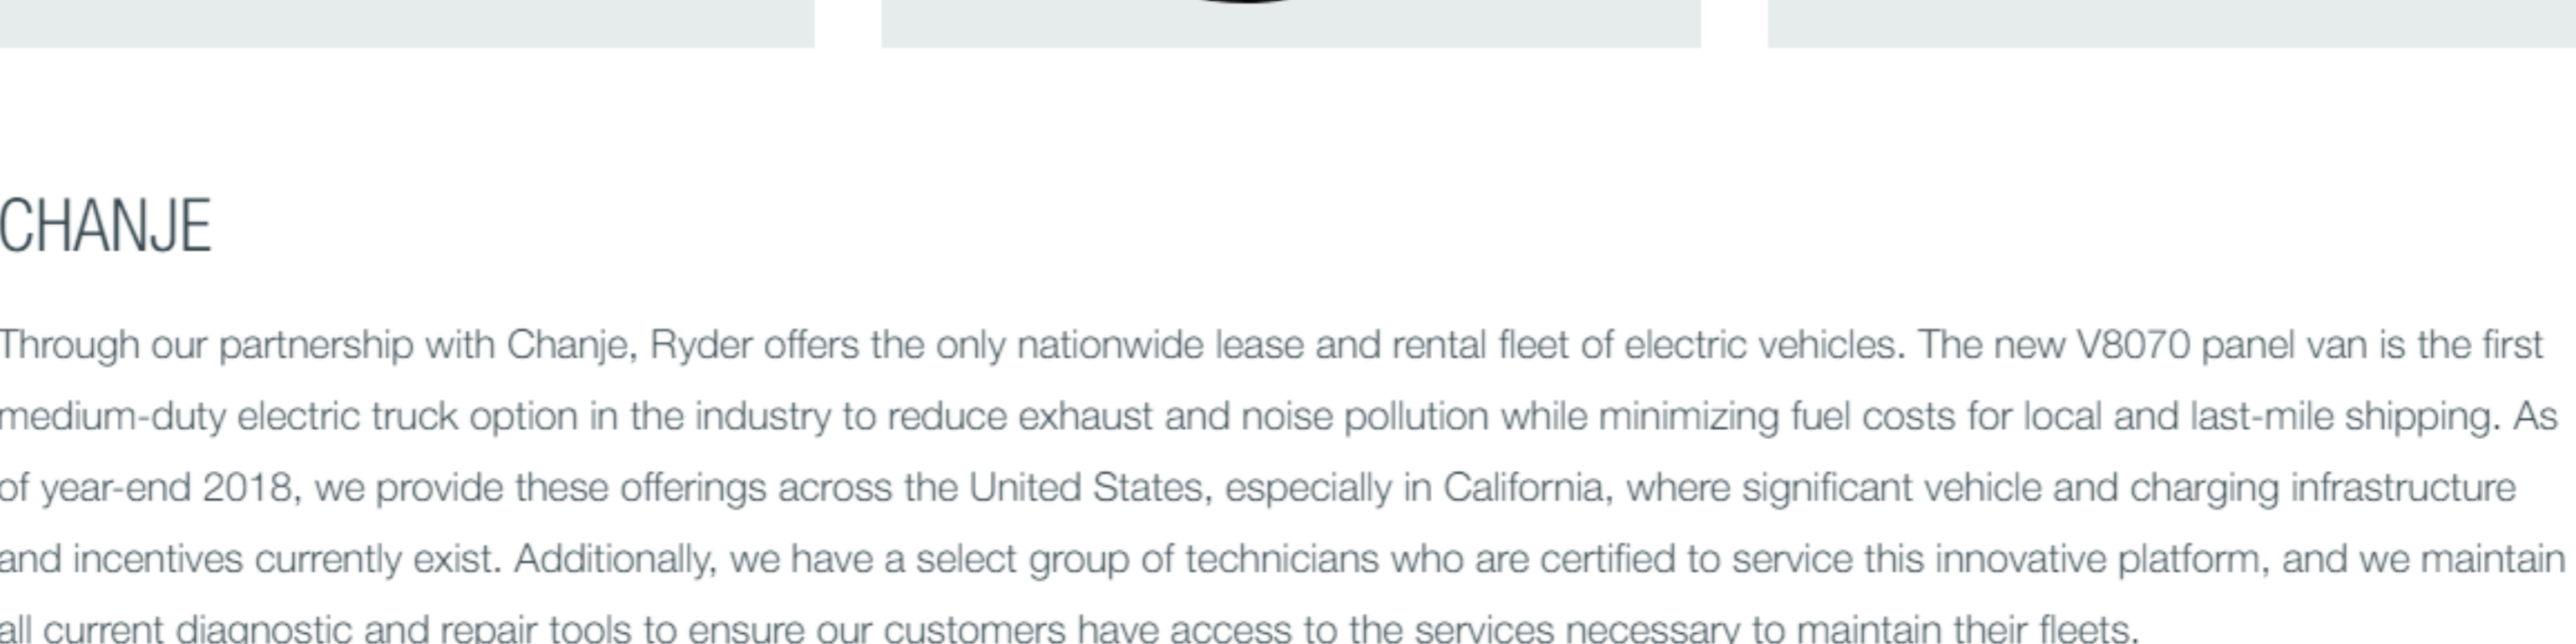 CHANJE
Through our partnership with Chanje, Ryder offers the only nationwide lease and rental fleet of electric vehicles. The new V8070 panel van is the first
medium-duty electric truck option in the industry to reduce exhaust and noise pollution while minimizing fuel costs for local and last-mile shipping. As
of year-end 2018, we provide these offerings across the United States, especially in California, where significant vehicle and charging infrastructure
and incentives currently exist. Additionally, we have a select group of technicians who are certified to service this innovative platform, and we maintain
all current diagnostic and repair tools to ensure our customers have access to the services necessary to maintain their fleets.